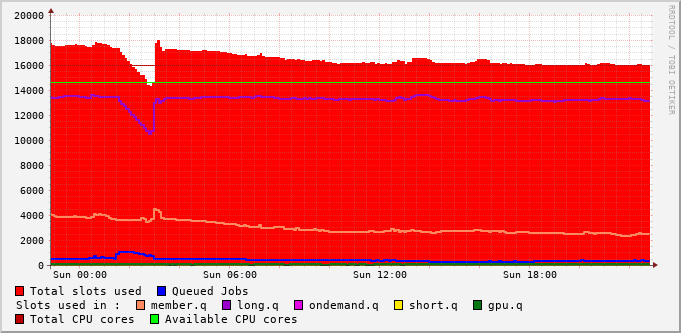 20000
18000
16000
14000
12000
10000
8000
6000
4000
2000
0
Sun 00:00 Sun 06:00 Sun 12:00 Sun 18:00
RRDTOOL / TOBI OETIKER
Total slots used Queued Jobs
Slots used in : member.q long.q ondemand.q short.q gpu.q
Total CPU cores Available CPU cores